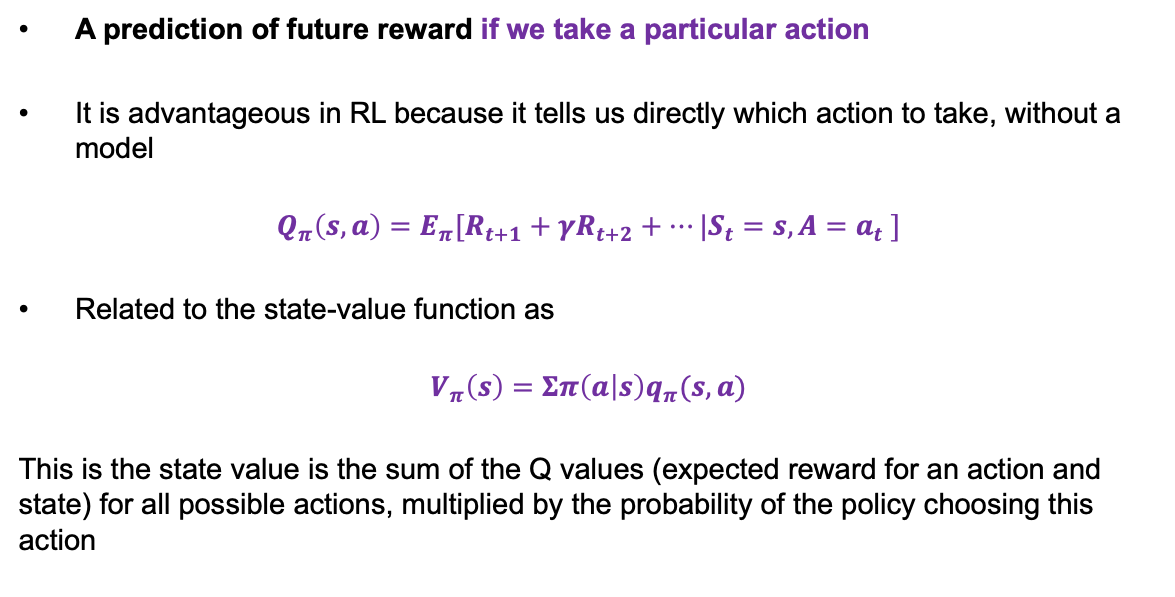 • A prediction of future reward if we take a particular action
• It is advantageous in RL because it tells us directly which action to take, without a
model
Qπ(s, a) = Eπ[Rt+1 + γRt+2 + ⋯ |St = s, A = at ]
• Related to the state-value function as
Vπ(s) = Σπ(a|s)qπ(s, a)
This is the state value is the sum of the Q values (expected reward for an action and
state) for all possible actions, multiplied by the probability of the policy choosing this
action